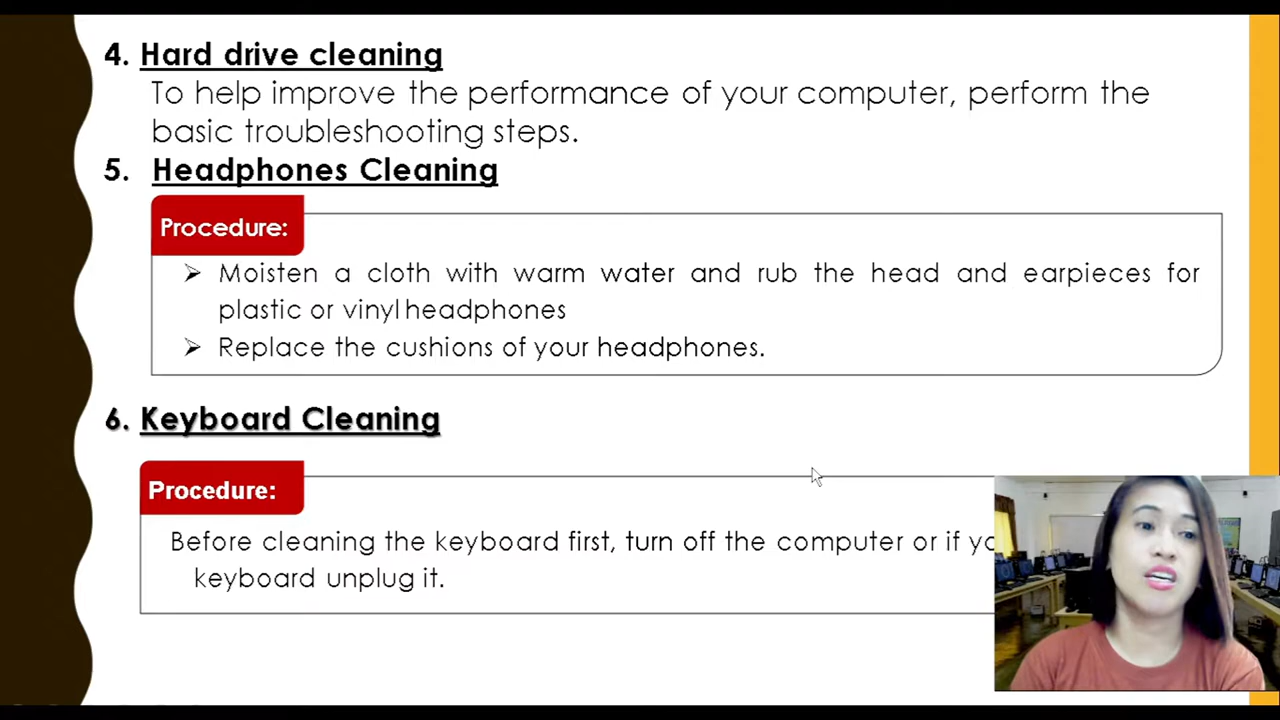 4. Hard drive cleaning
To help improve the performance of your computer, perform the
basic troubleshooting steps.
5. Headphones Cleaning
Procedure:
➢ Moisten a cloth with warm water and rub the head and earpieces for
plastic or vinyl headphones
➢ Replace the cushions of your headphones.
6. Keyboard Cleaning
Procedure:
Before cleaning the keyboard first, turn off the computer or if
keyboard unplug it.